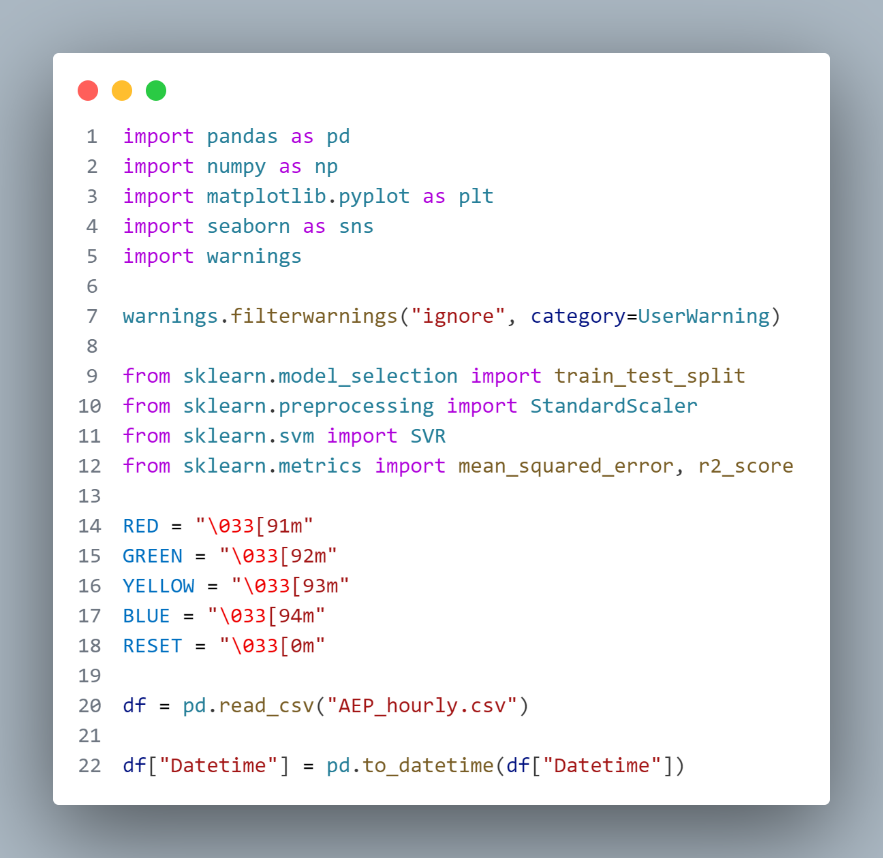 1 import pandas as pd
2 import numpy as np
3 import matplotlib.pyplot as plt
4 import seaborn as sns
5 import warnings
6
7 warnings.filterwarnings("ignore", category=UserWarning)
8
9 from sklearn.model_selection import train_test_split
10 from sklearn.preprocessing import StandardScaler
11 from sklearn.svm import SVR
12 from sklearn.metrics import mean_squared_error, r2_score
13
14 RED = "\033[91m"
15 GREEN = "\033[92m"
16 YELLOW = "\033[93m"
17 BLUE = "\033[94m"
18 RESET = "\033[0m"
19
20 df = pd.read_csv("AEP_hourly.csv")
21
22 df["Datetime"] = pd.to_datetime(df["Datetime"])